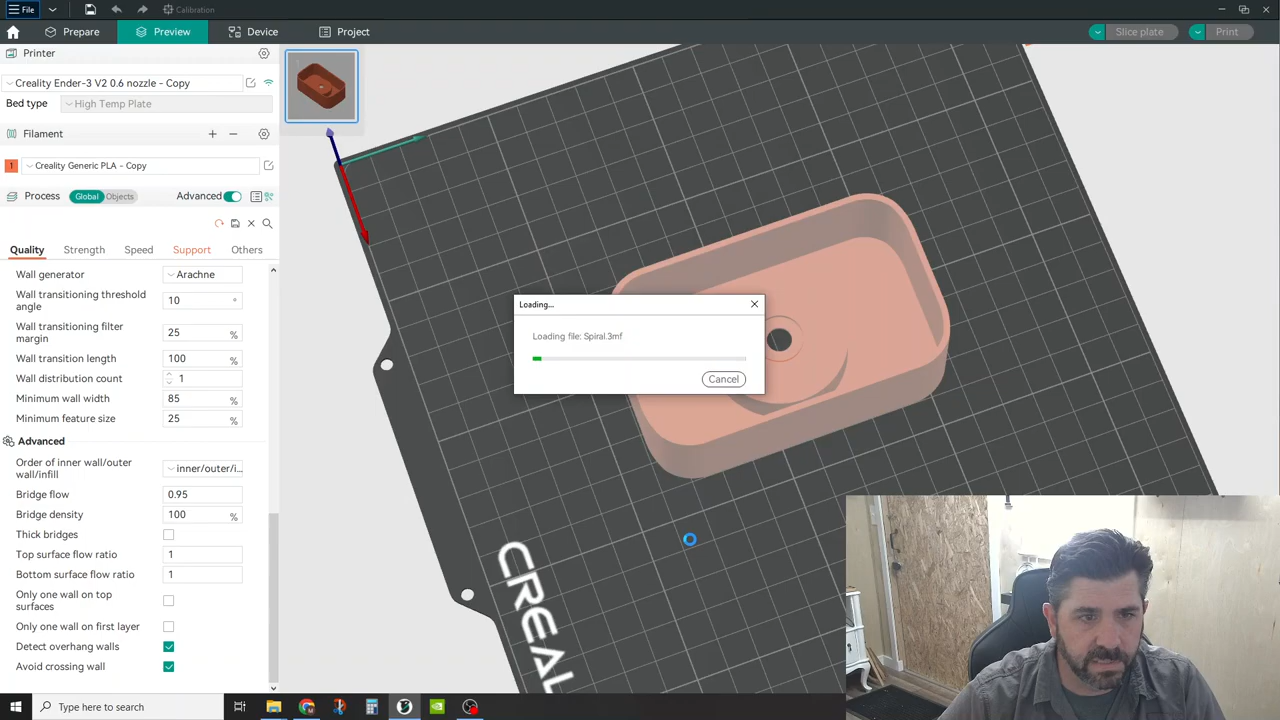 File
Calibration
Prepare
Preview
Device
Project
Slice plate
Print
Printer
Creality Ender-3 V2 0.6 nozzle - Copy
Bed type
High Temp Plate
Filament
1
Creality Generic PLA - Copy
Process
Global
Objects
Advanced
Quality
Strength
Speed
Support
Others
Wall generator
Arachne
Wall transitioning threshold
angle
10
°
Wall transitioning filter
margin
25
%
Wall transition length
100
%
Wall distribution count
1
Minimum wall width
85
%
Minimum feature size
25
%
Advanced
Order of inner wall/outer
wall/infill
inner/outer/i...
Bridge flow
0.95
Bridge density
100
%
Thick bridges
Top surface flow ratio
1
Bottom surface flow ratio
1
Only one wall on top
surfaces
Only one wall on first layer
Detect overhang walls
Avoid crossing wall
Loading...
Loading file: Spiral.3mf
Cancel
CREAL
Type here to search